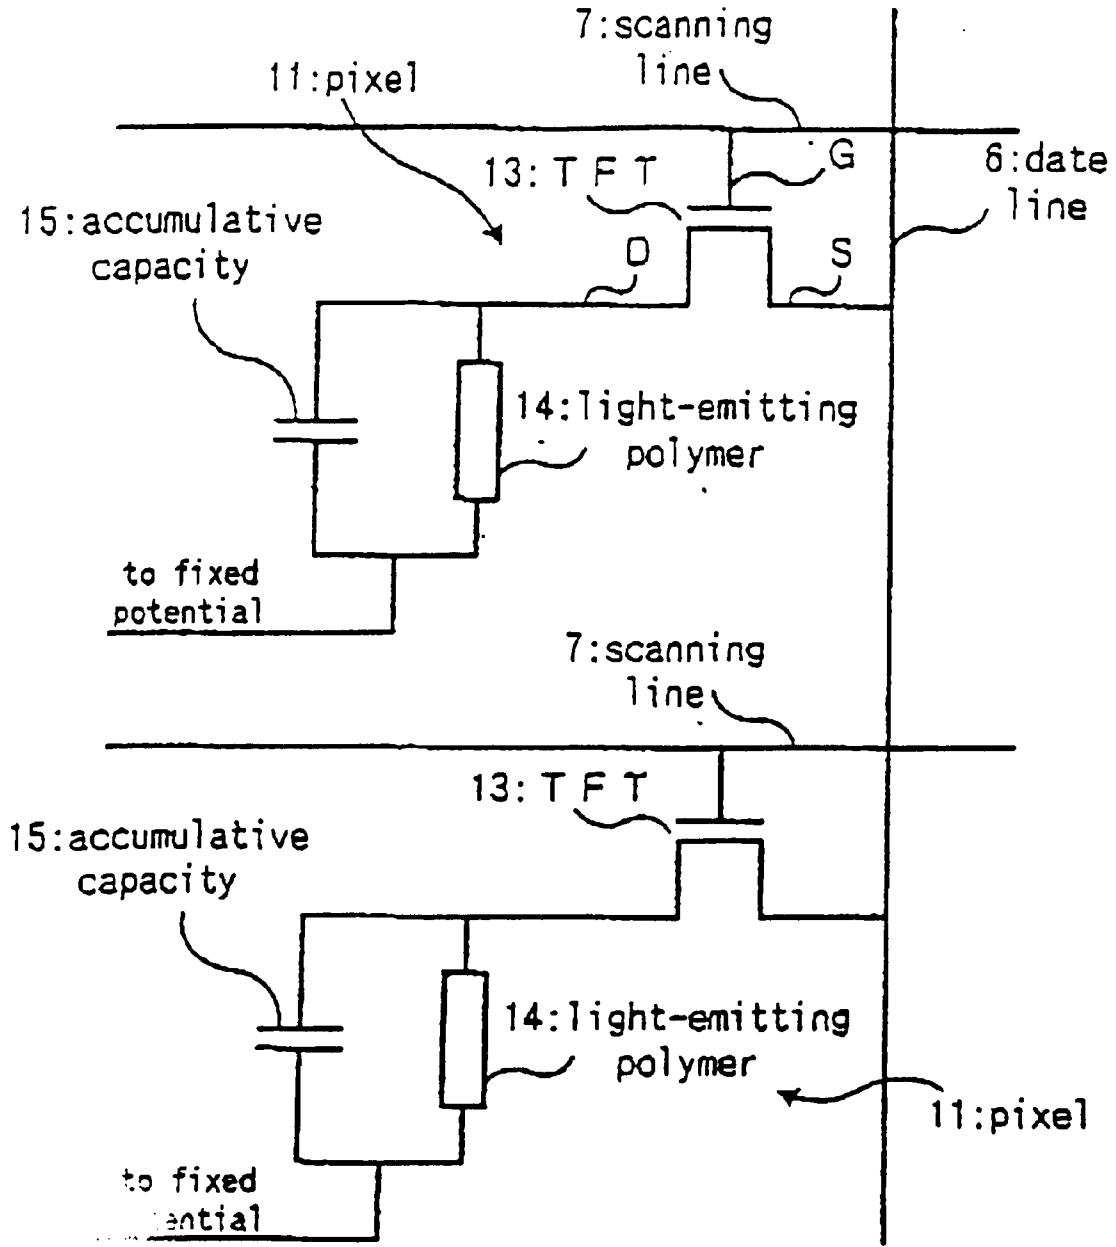 7:scanning
line
11:pixel
G
6:date
line
13:TFT
15:accumulative
capacity
D
S
14:light-emitting
polymer
to fixed
potential
7:scanning
line
13:TFT
15:accumulative
capacity
14:light-emitting
polymer
11:pixel
to fixed